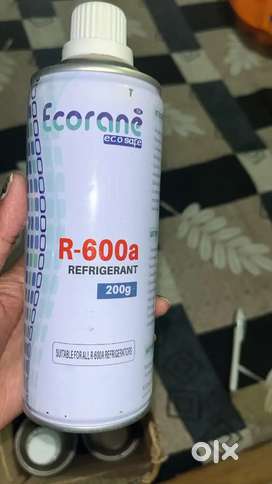 Ecorane
eco safe
R-600a
REFRIGERANT
200g
SUITABLE FOR ALL R-600A REFRIGERATORS
olx